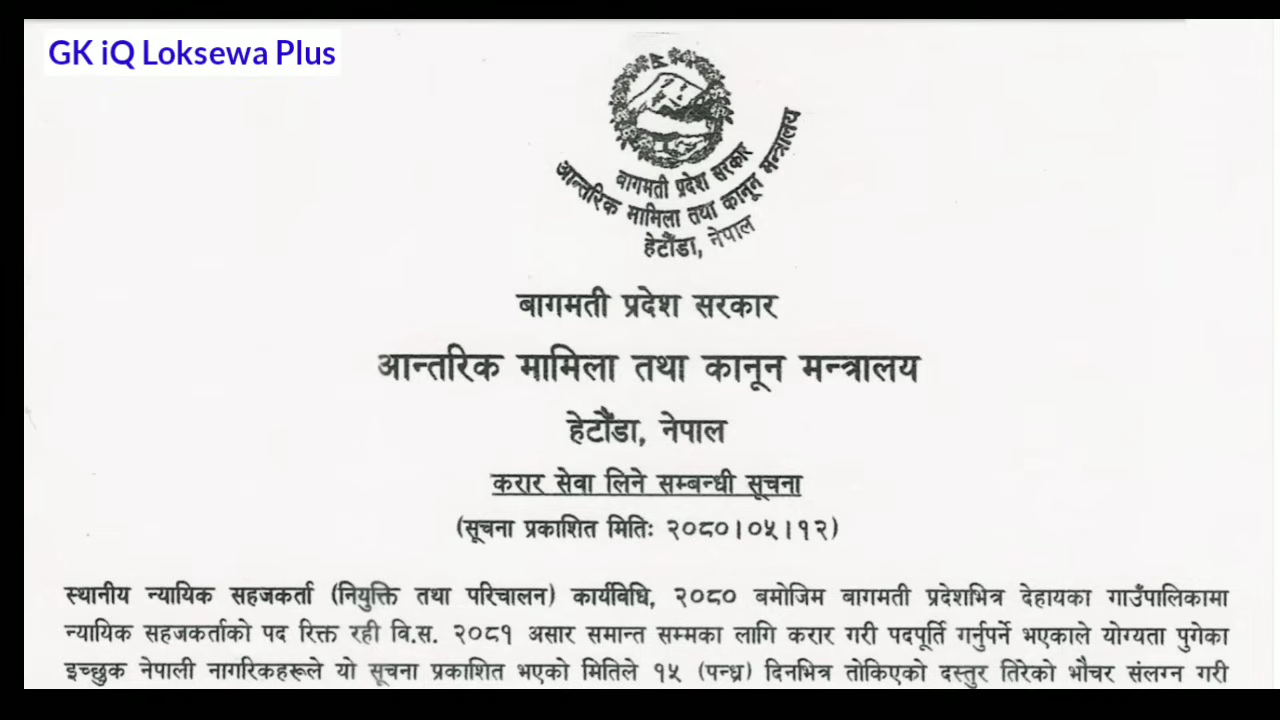 GK iQ Loksewa Plus
बागमती प्रदेश सरकार
आन्तरिक मामिला तथा कानून मन्त्रालय
हेटौंडा, नेपाल
बागमती प्रदेश सरकार
आन्तरिक मामिला तथा कानून मन्त्रालय
हेटौंडा, नेपाल
करार सेवा लिने सम्बन्धी सूचना
(सूचना प्रकाशित मितिः २०८०।०५।१२)
स्थानीय न्यायिक सहजकर्ता (नियुक्ति तथा परिचालन) कार्यविधि, २०८० बमोजिम बागमती प्रदेशभित्र देहायका गाउँपालिकामा
न्यायिक सहजकर्ताको पद रिक्त रही वि.स. २०८१ असार समान्त सम्मका लागि करार गरी पदपूर्ति गर्नुपर्ने भएकाले योग्यता पुगेका
इच्छुक नेपाली नागरिकहरूले यो सूचना प्रकाशित भएको मितिले १५ (पन्ध्र) दिनभित्र तोकिएको दस्तुर तिरेको भौचर संलग्न गरी